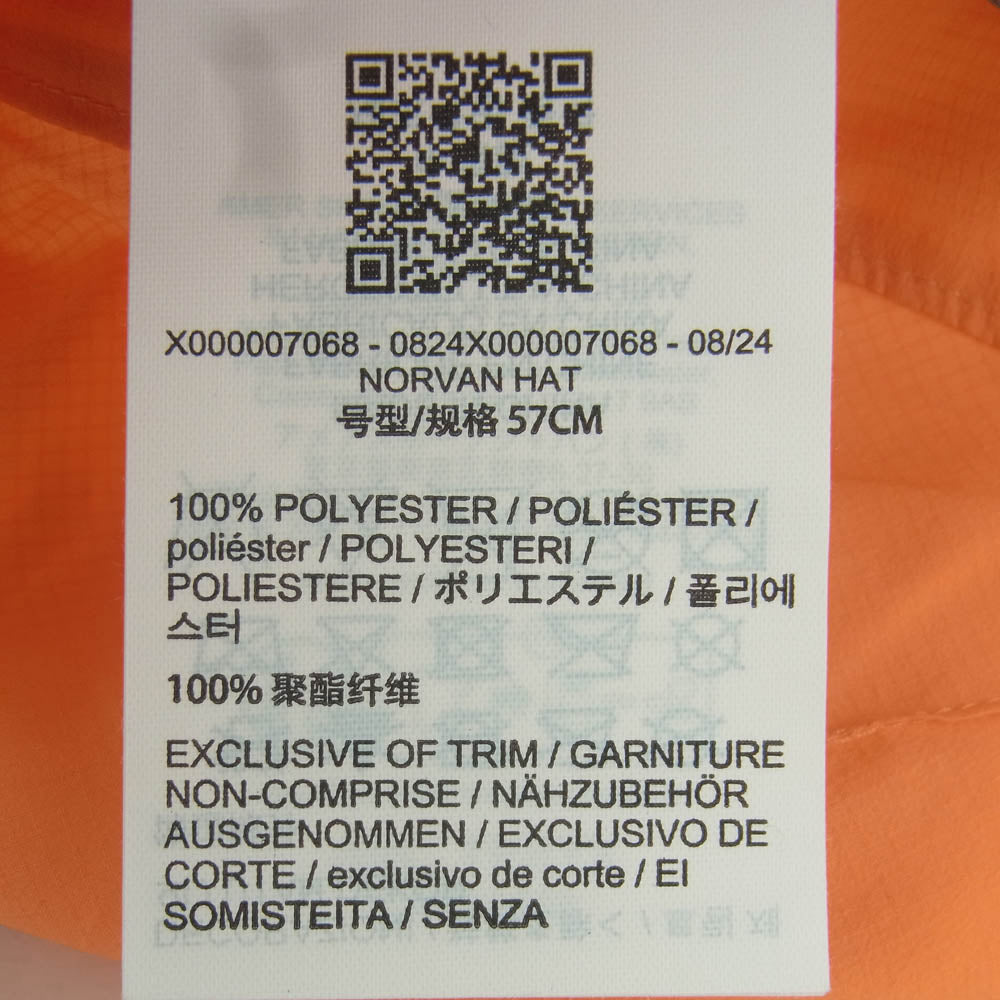 X000007068 - 0824X000007068 - 08/24
NORVAN HAT
号型/规格 57CM
100% POLYESTER / POLIÉSTER /
poliéster / POLYESTERI /
POLIESTERE / ポリエステル / 폴리에
스터
100% 聚酯纤维
EXCLUSIVE OF TRIM / GARNITURE
NON-COMPRISE / NÄHZUBEHÖR
AUSGENOMMEN / EXCLUSIVO DE
CORTE / exclusivo de corte / EI
SOMISTEITA / SENZA